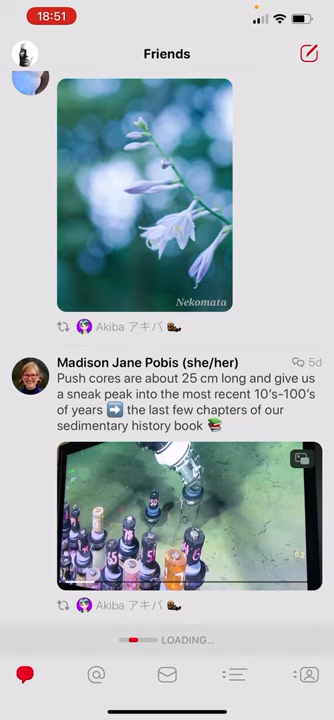 18:51
Friends
Nekomata
Akiba アキバ 🥾
Madison Jane Pobis (she/her)
5d
Push cores are about 25 cm long and give us
a sneak peak into the most recent 10's-100's
of years ➡️ the last few chapters of our
sedimentary history book 📚
Akiba アキバ 🥾
LOADING...